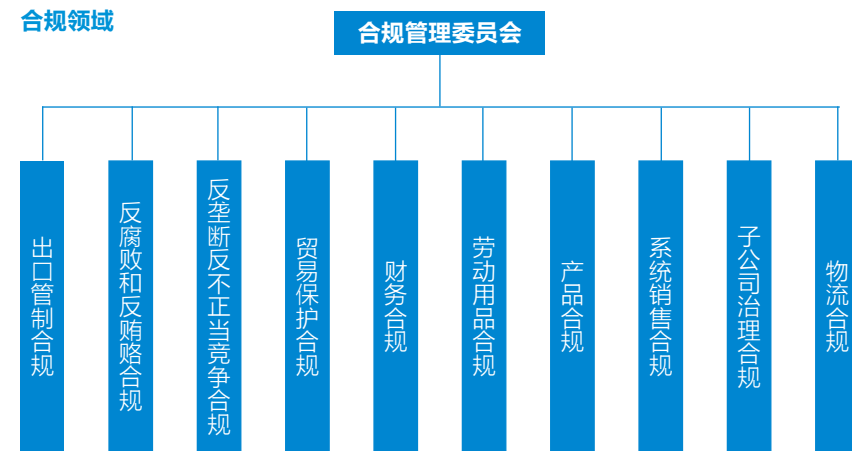 合规领域
合规管理委员会
出口管制合规
反腐败和反贿赂合规
反垄断反不正当竞争合规
贸易保护合规
财务合规
劳动用品合规
产品合规
系统销售合规
子公司治理合规
物流合规